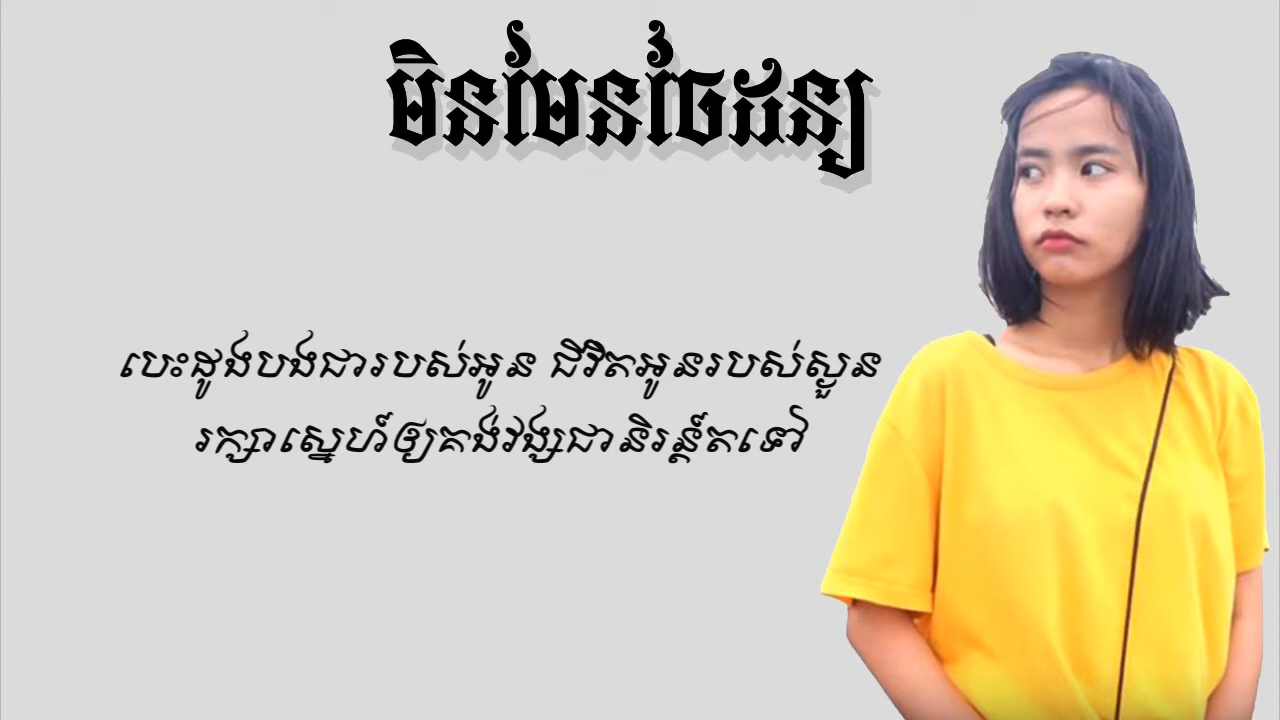 មិនមែនចៃដន្យ
បេះដូងបងជារបស់អូន ជីវិតអូនរបស់ស្ងួន
រក្សាស្នេហ៍ឲ្យគង់វង្សជានិរន្ត៍តទៅ